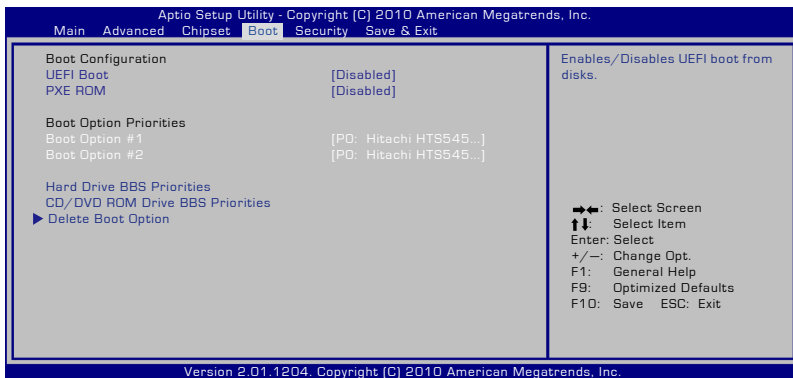 Aptio Setup Utility - Copyright (C) 2010 American Megatrends, Inc.
Main Advanced Chipset Boot Security Save & Exit
Boot Configuration
UEFI Boot [Disabled]
PXE ROM [Disabled]
Boot Option Priorities
Boot Option #1 [P0: Hitachi HTS545...]
Boot Option #2 [P0: Hitachi HTS545...]
Hard Drive BBS Priorities
CD/DVD ROM Drive BBS Priorities
Delete Boot Option
Enables/Disables UEFI boot from
disks.
: Select Screen
: Select Item
Enter: Select
+/—: Change Opt.
F1: General Help
F9: Optimized Defaults
F10: Save ESC: Exit
Version 2.01.1204. Copyright (C) 2010 American Megatrends, Inc.